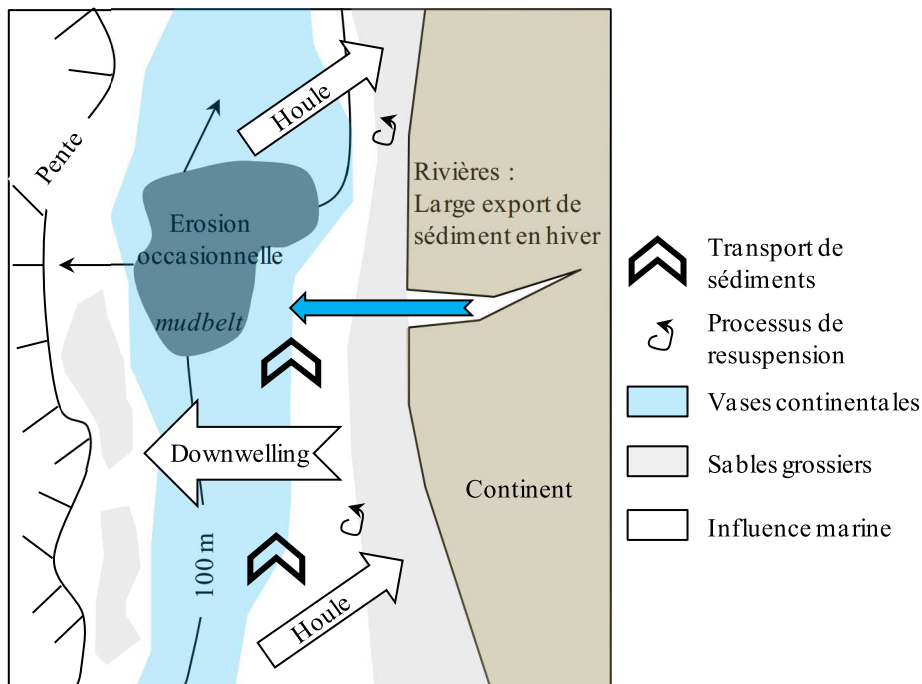 Houle
Pente
Rivières :
Large export de
sédiment en hiver
Erosion
occasionnelle
mudbelt
Downwelling
Continent
100 m
Houle
Transport de
sédiments
Processus de
resuspension
Vases continentales
Sables grossiers
Influence marine